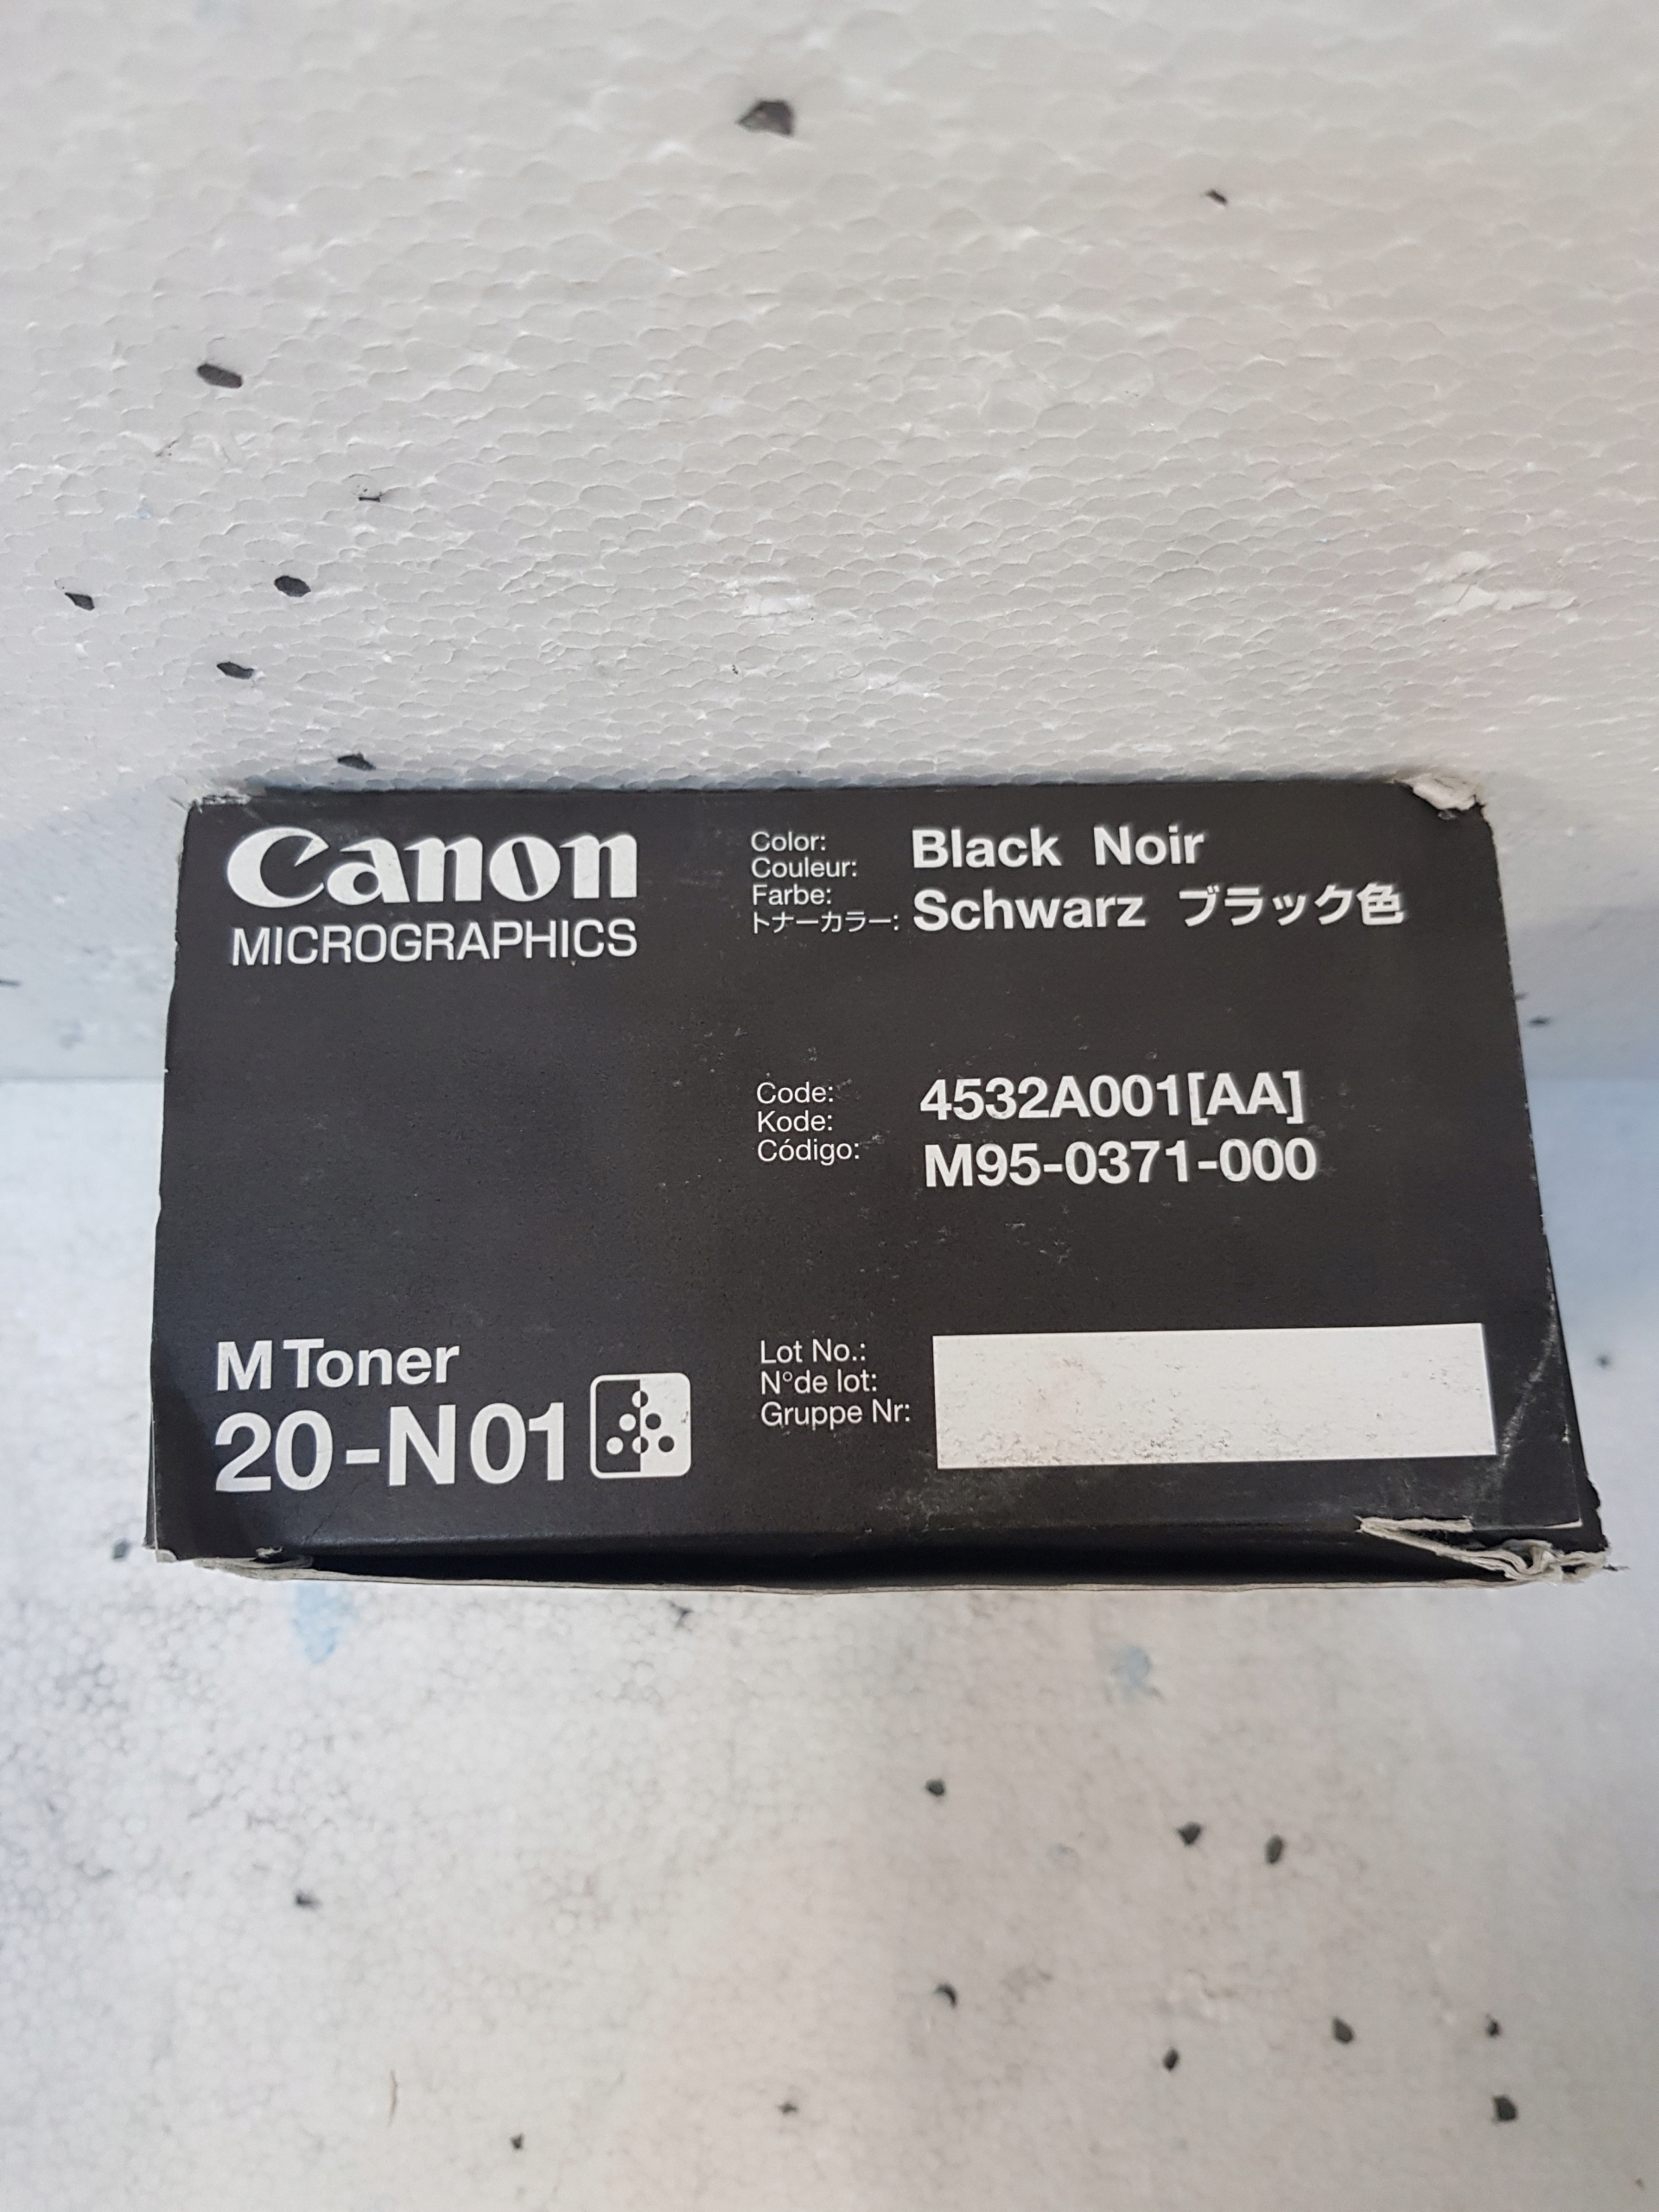 Canon
MICROGRAPHICS
Color:
Couleur:
Farbe:
トナーカラー:
Black Noir
Schwarz ブラック色
Code:
Kode:
Código:
4532A001[AA]
M95-0371-000
M Toner
20-N01
Lot No.:
N°de lot:
Gruppe Nr: